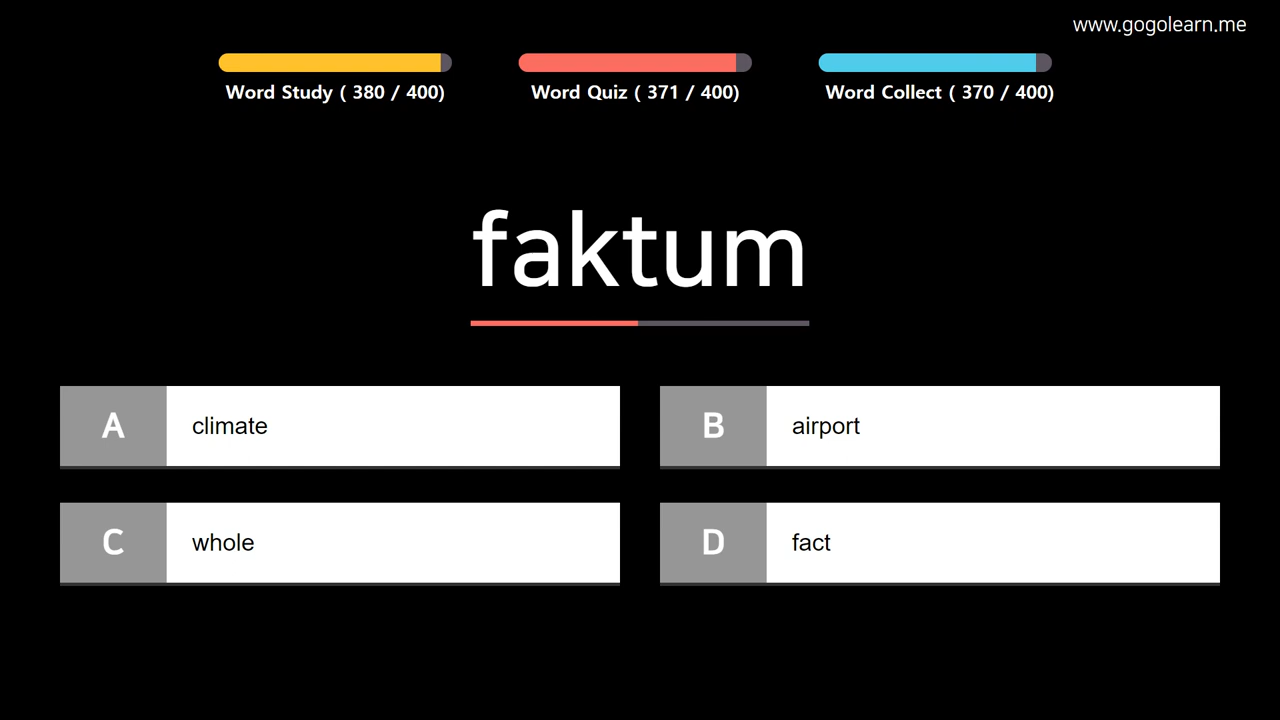 www.gogolearn.me
Word Study ( 380 / 400)
Word Quiz ( 371 / 400)
Word Collect ( 370 / 400)
faktum
A climate
B airport
C whole
D fact